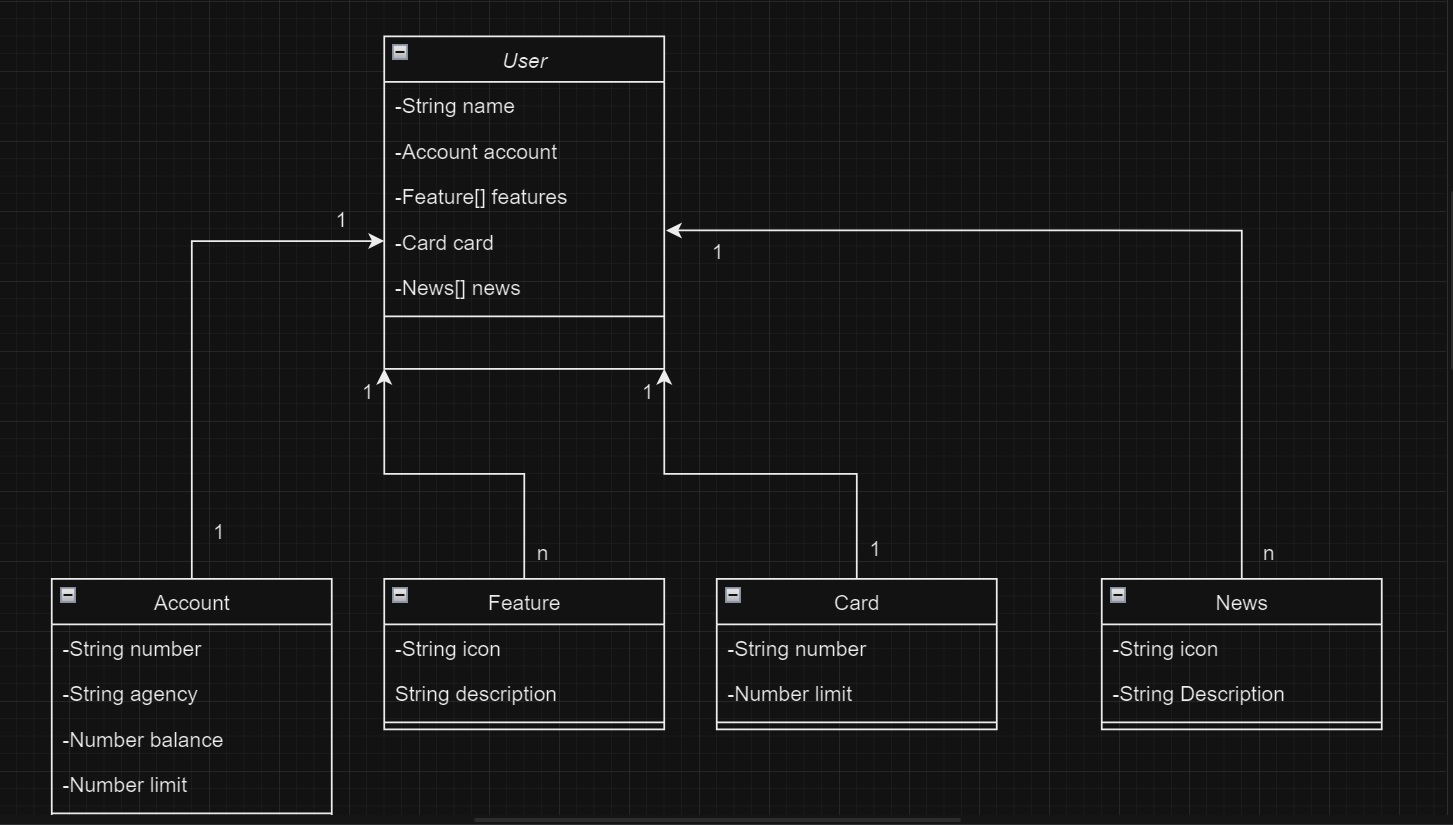 User
-String name
-Account account
-Feature[] features
-Card card
-News[] news
1
1
1
1
1
n
1
n
Account
-String number
-String agency
-Number balance
-Number limit
Feature
-String icon
String description
Card
-String number
-Number limit
News
-String icon
-String Description